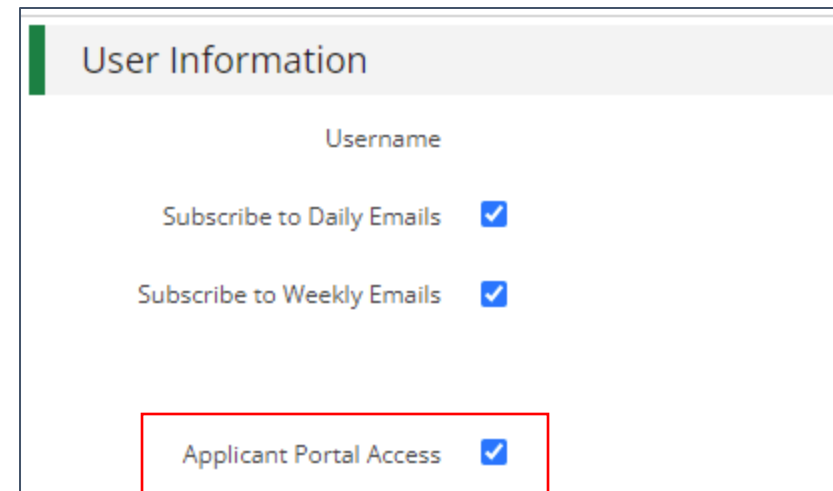 User Information
Username
Subscribe to Daily Emails
Subscribe to Weekly Emails
Applicant Portal Access